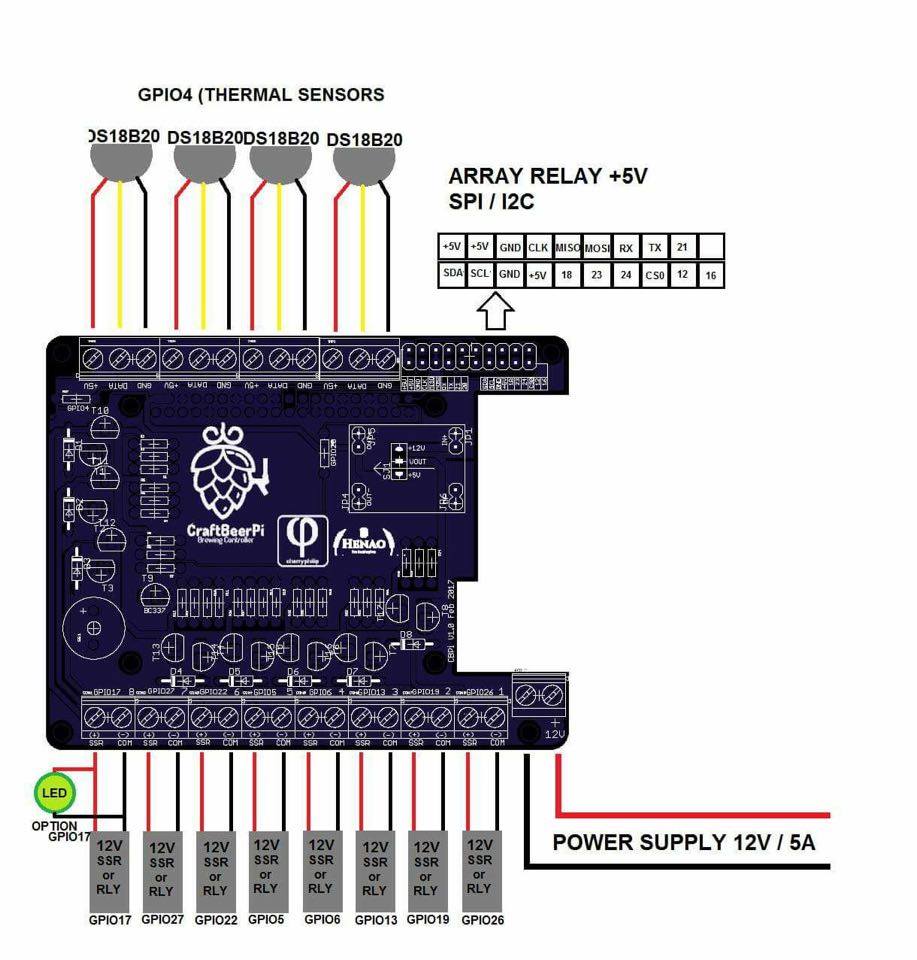 GPIO4 (THERMAL SENSORS
DS18B20 DS18B20 DS18B20 DS18B20
ARRAY RELAY +5V
SPI / I2C
+5V +5V GND CLK MISO MOSI RX TX 21
SDA SCL GND +5V 18 23 24 CS0 12 16
+5V DATA GND +5V DATA GND +5V DATA GND +5V DATA GND
GPIO4
T10
JP5 IN+ JP1
+12V
VOUT
+5V
SJ1
T1
D2
JP4 OUT
T12
CraftBeerPi
Brewing Controller
φ
cherryphilip
HENAO
T3
T9
BC337
CBPi V1.0 Feb 2017
J8
D8
T13
D4 D5 D6 D7
GPIO17 8 GPIO27 7 GPIO22 6 GPIO5 5 GPIO6 4 GPIO13 3 GPIO19 2 GPIO26 1
(+) (-) (+) (-) (+) (-) (+) (-) (+) (-) (+) (-) (+) (-) (+) (-)
SSR COM SSR COM SSR COM SSR COM SSR COM SSR COM SSR COM SSR COM
+
12V
LED
OPTION
GPIO17
POWER SUPPLY 12V / 5A
12V 12V 12V 12V 12V 12V 12V 12V
SSR SSR SSR SSR SSR SSR SSR SSR
or or or or or or or or
RLY RLY RLY RLY RLY RLY RLY RLY
GPIO17 GPIO27 GPIO22 GPIO5 GPIO6 GPIO13 GPIO19 GPIO26